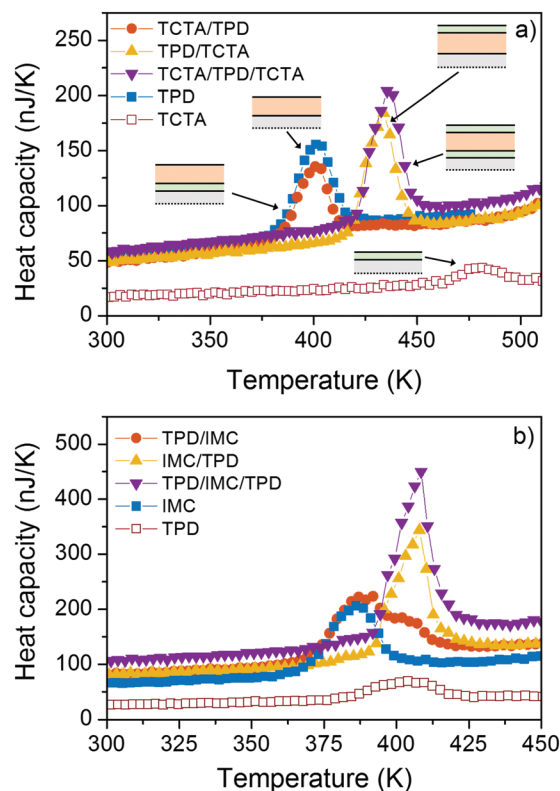 a)
TCTA/TPD
TPD/TCTA
TCTA/TPD/TCTA
TPD
TCTA
Heat capacity (nJ/K)
250
200
150
100
50
0
300
350
400
450
500
Temperature (K)
b)
TPD/IMC
IMC/TPD
TPD/IMC/TPD
IMC
TPD
Heat capacity (nJ/K)
500
400
300
200
100
0
300
325
350
375
400
425
450
Temperature (K)